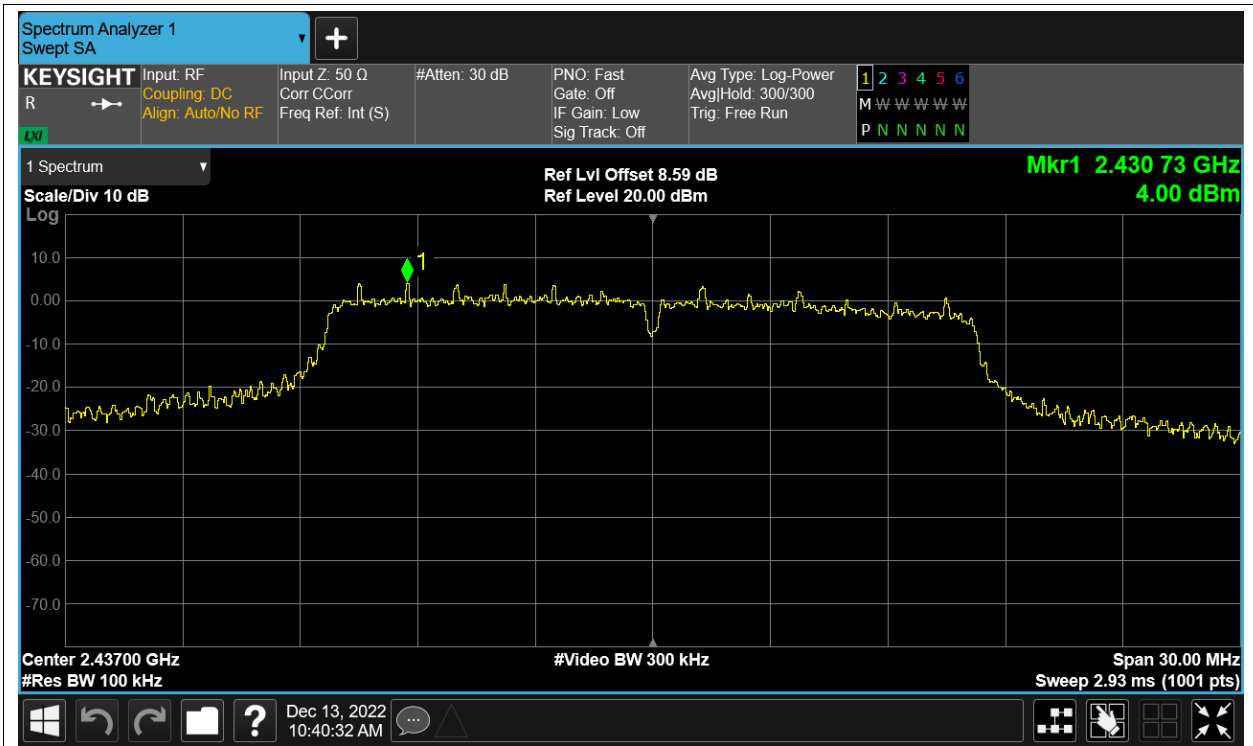 Spectrum Analyzer 1
Swept SA
KEYSIGHT
R
LXI
Input: RF
Coupling: DC
Align: Auto/No RF
Input Z: 50 Ω
Corr CCorr
Freq Ref: Int (S)
#Atten: 30 dB
PNO: Fast
Gate: Off
IF Gain: Low
Sig Track: Off
Avg Type: Log-Power
Avg|Hold: 300/300
Trig: Free Run
1 2 3 4 5 6
M W W W W W
P N N N N N
1 Spectrum
Scale/Div 10 dB
Log
Ref Lvl Offset 8.59 dB
Ref Level 20.00 dBm
Mkr1 2.430 73 GHz
4.00 dBm
1
10.0
0.00
-10.0
-20.0
-30.0
-40.0
-50.0
-60.0
-70.0
Center 2.43700 GHz
#Res BW 100 kHz
#Video BW 300 kHz
Span 30.00 MHz
Sweep 2.93 ms (1001 pts)
?
Dec 13, 2022
10:40:32 AM